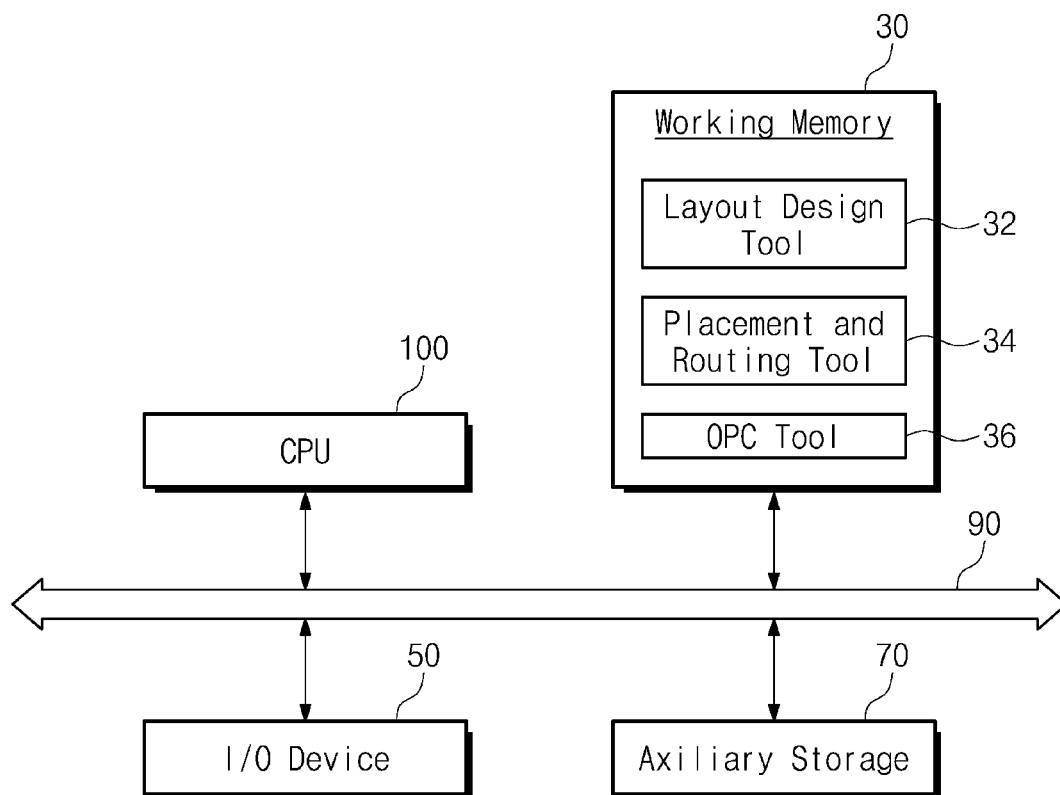 30
Working Memory
Layout Design
Tool
32
Placement and
Routing Tool
34
OPC Tool
36
100
CPU
90
50
I/O Device
70
Axiliary Storage